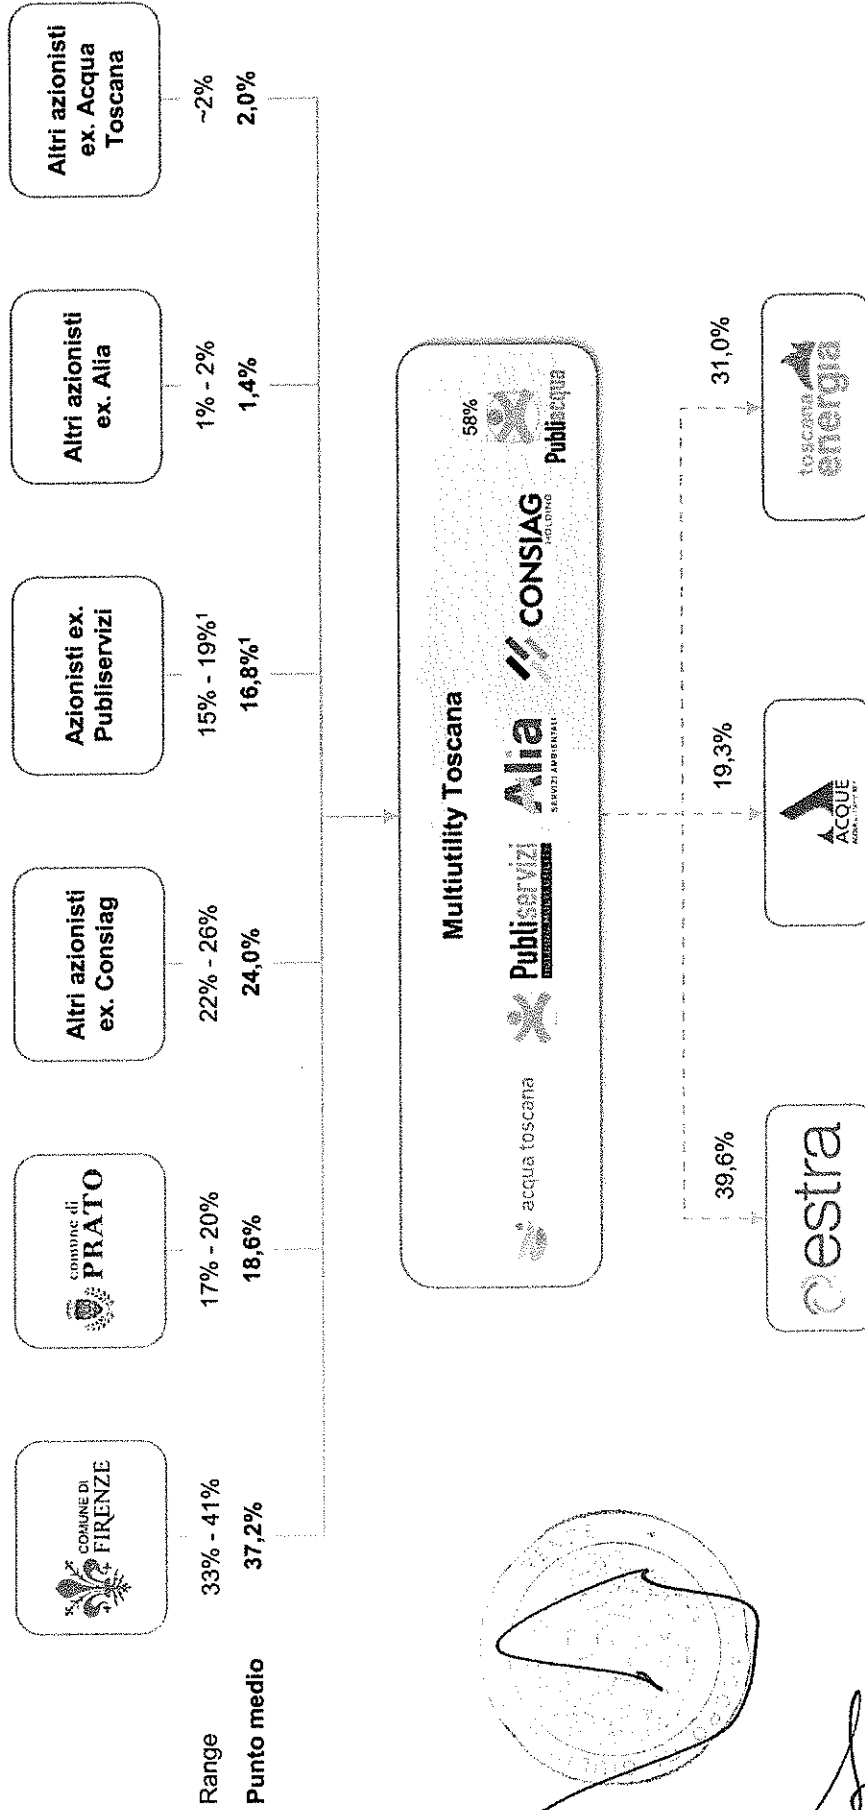 COMUNE DI
FIRENZE
comune di
PRATO
Altri azionisti
ex. Consiag
Azionisti ex.
Publiservizi
Altri azionisti
ex. Alia
Altri azionisti
ex. Acqua
Toscana
Range
33% - 41%
17% - 20%
22% - 26%
15% - 19%¹
1% - 2%
~2%
Punto medio
37,2%
18,6%
24,0%
16,8%¹
1,4%
2,0%
Multiutility Toscana
acqua toscana
Publiservizi
Alia
SERVIZI AMBIENTALI
CONSIAG
HOLDING
58%
Publiacqua
39,6%
19,3%
31,0%
estra
ACQUE
toscana
energia